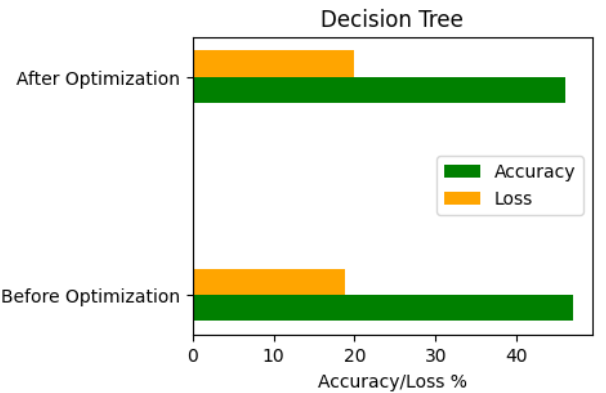 Decision Tree
After Optimization
Accuracy
Loss
Before Optimization
0 10 20 30 40
Accuracy/Loss %